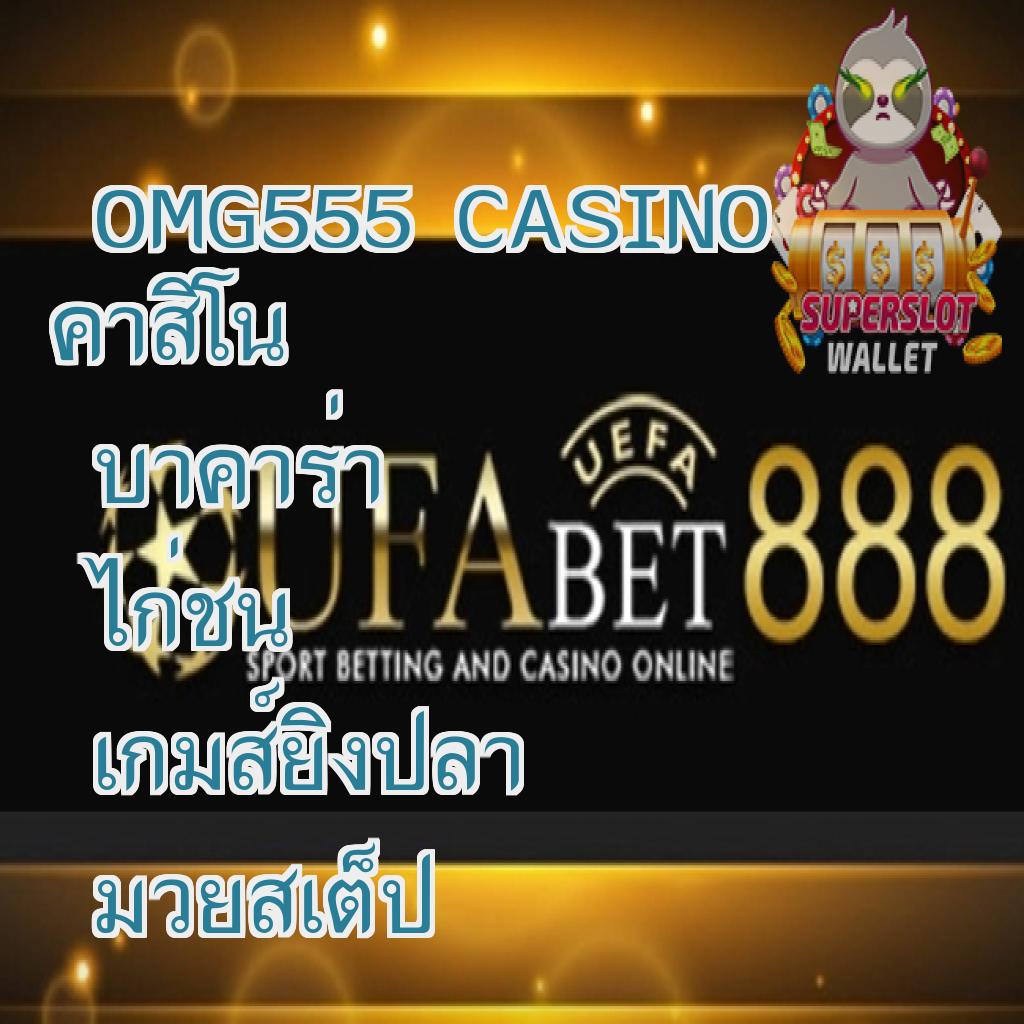 OMG555 CASINO
คาสิโน
SUPERSLOT
WALLET
บาคาร่า
UEFA
UFABET888
ไก่ชน
SPORT BETTING AND CASINO ONLINE
เกมส์ยิงปลา
มวยสเต็ป